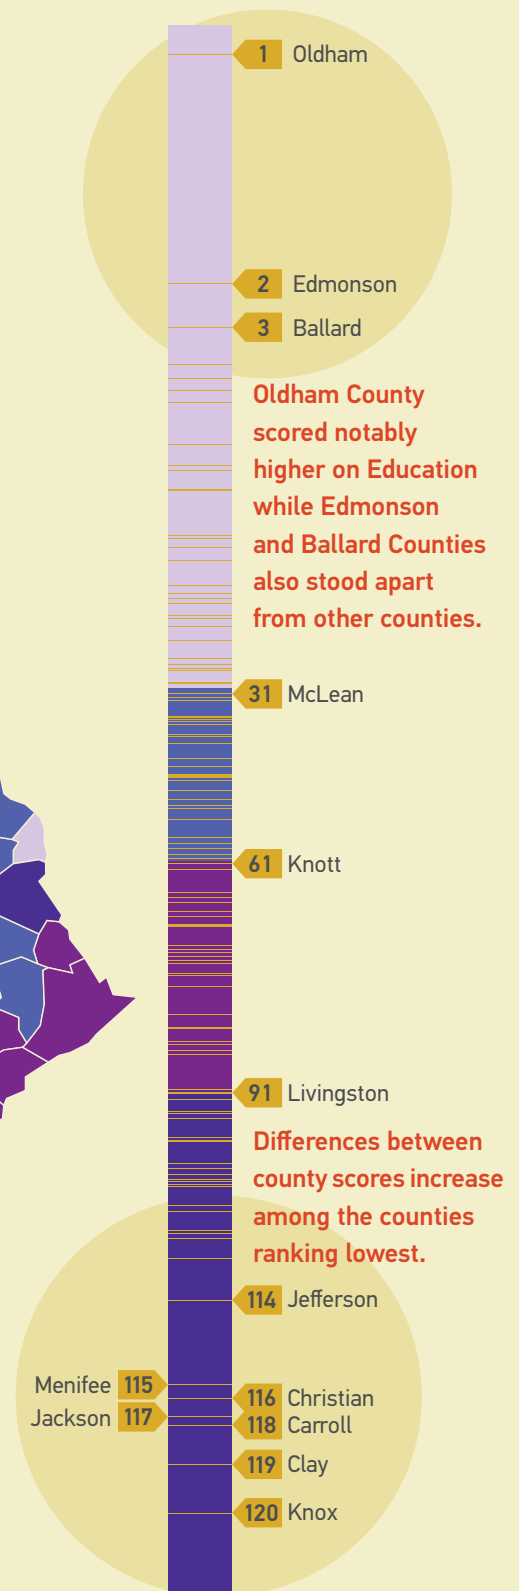 1 Oldham
2 Edmonson
3 Ballard
Oldham County
scored notably
higher on Education
while Edmonson
and Ballard Counties
also stood apart
from other counties.
31 McLean
61 Knott
91 Livingston
Differences between
county scores increase
among the counties
ranking lowest.
114 Jefferson
Menifee 115
116 Christian
Jackson 117
118 Carroll
119 Clay
120 Knox